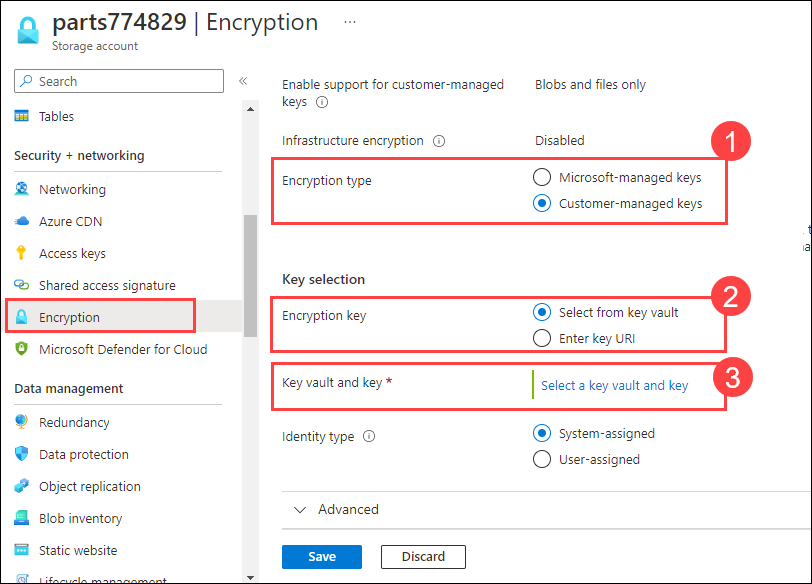 parts774829 | Encryption ...
Storage account
Search
«
Tables
Security + networking
Networking
Azure CDN
Access keys
Shared access signature
Encryption
Microsoft Defender for Cloud
Data management
Redundancy
Data protection
Object replication
Blob inventory
Static website
Lifecycle management
Enable support for customer-managed
keys
Blobs and files only
Infrastructure encryption
Disabled
1
Encryption type
Microsoft-managed keys
Customer-managed keys
Key selection
2
Encryption key
Select from key vault
Enter key URI
3
Key vault and key *
Select a key vault and key
Identity type
System-assigned
User-assigned
Advanced
Save
Discard